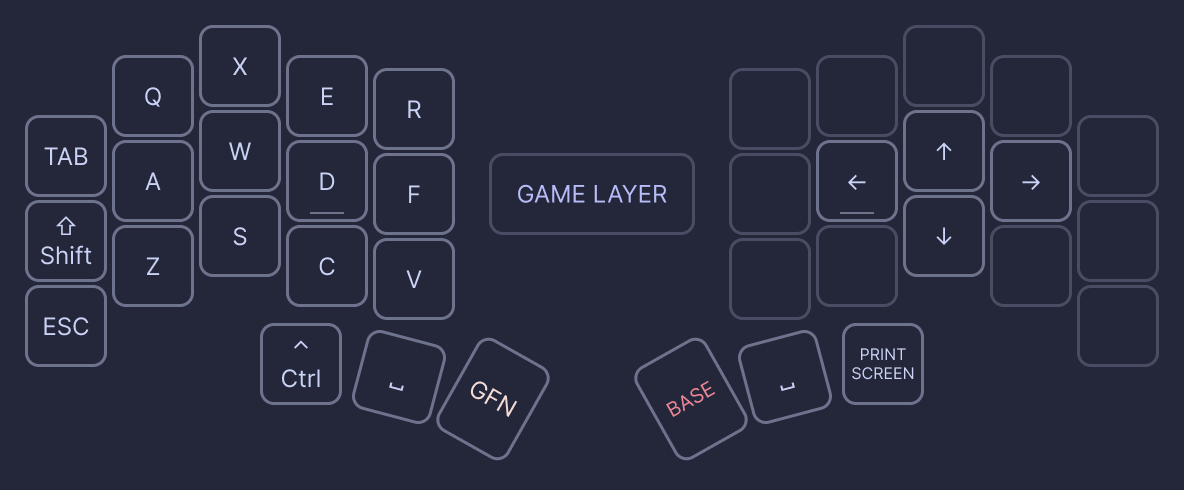 TAB
⇧
Shift
ESC
Q
A
Z
X
W
S
E
D
C
R
F
V
^
Ctrl
⎵
GFN
GAME LAYER
←
↑
↓
→
BASE
⎵
PRINT
SCREEN